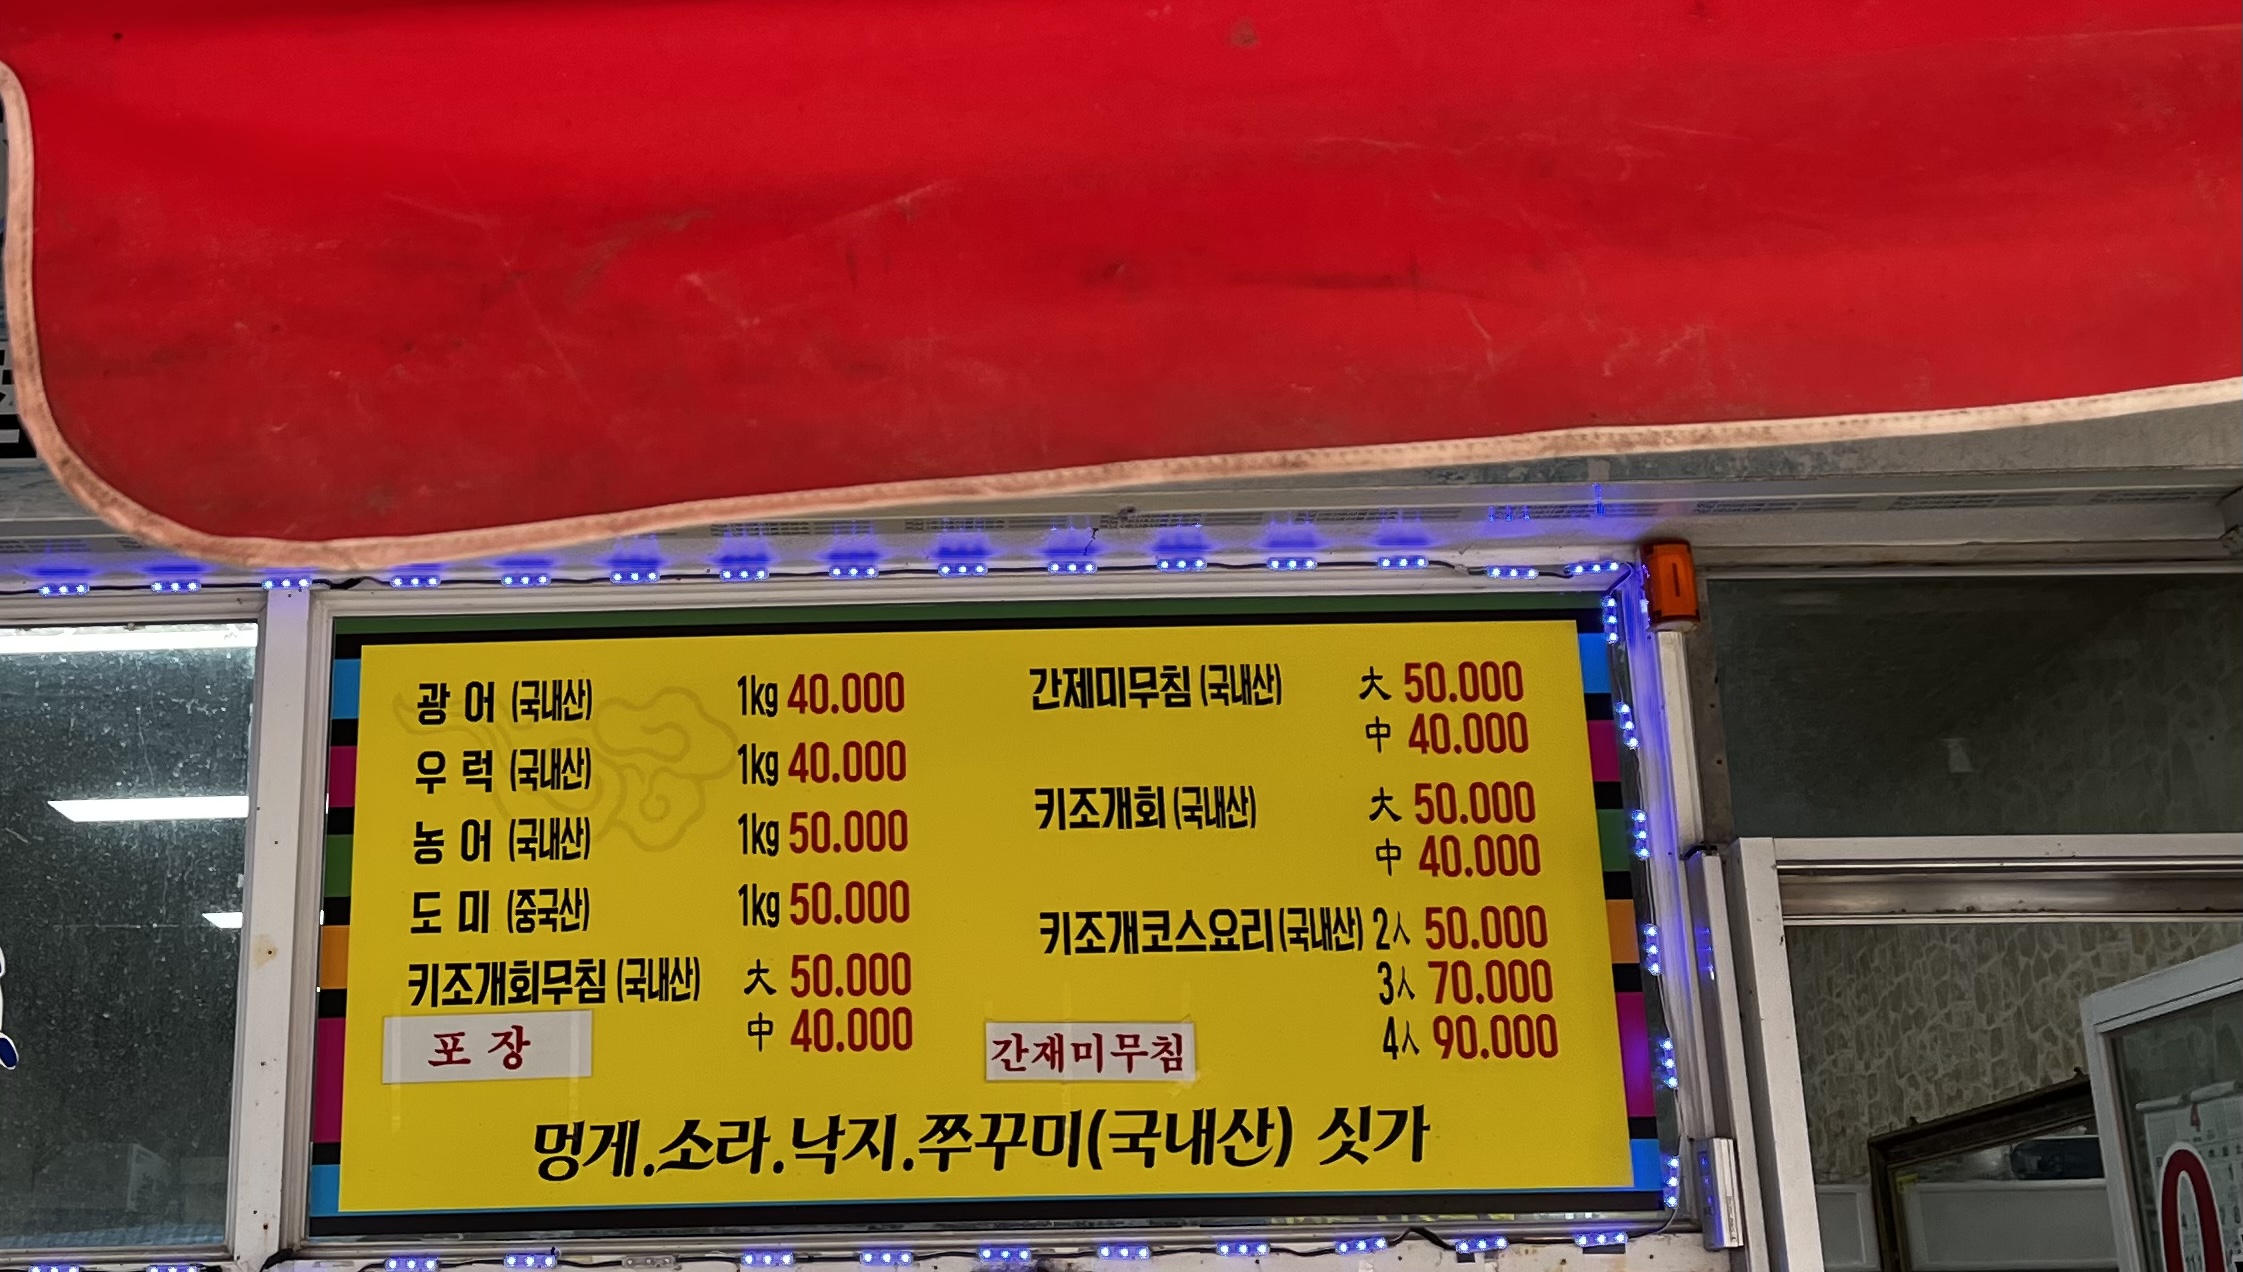 광 어 (국내산) 1kg 40.000
우 럭 (국내산) 1kg 40.000
농 어 (국내산) 1kg 50.000
도 미 (중국산) 1kg 50.000
키조개회무침 (국내산) 大 50.000
中 40.000
포 장
간제미무침 (국내산) 大 50.000
中 40.000
키조개회 (국내산) 大 50.000
中 40.000
키조개코스요리 (국내산) 2人 50.000
3人 70.000
4人 90.000
간재미무침
멍게.소라.낙지.쭈꾸미(국내산) 싯가